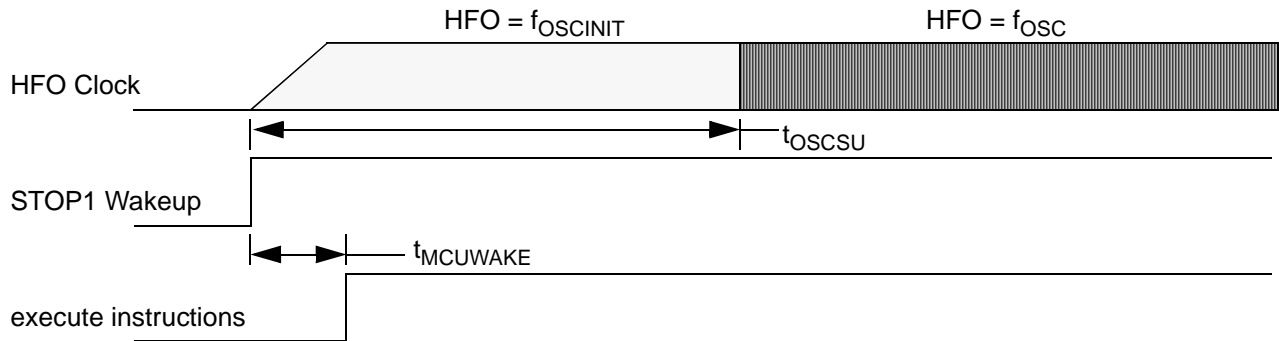 HFO = fOSCINIT
HFO = fOSC
HFO Clock
tOSCSU
STOP1 Wakeup
tMCUWAKE
execute instructions